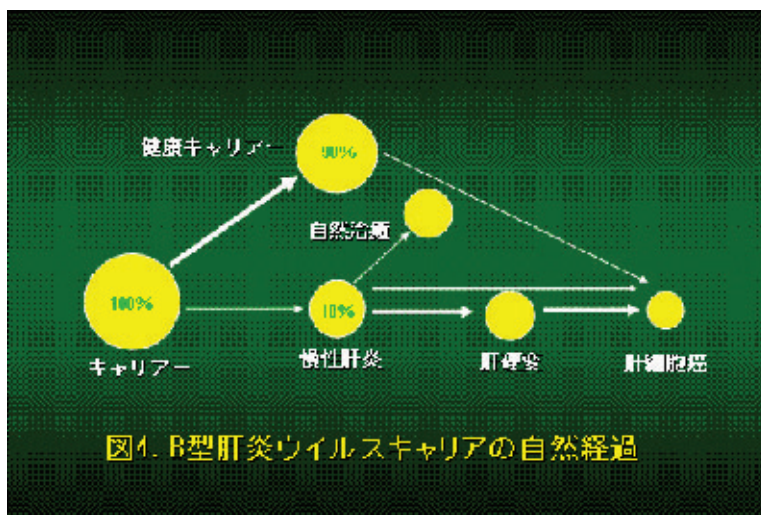 健康キャリアー
90%
自然治癒
100%
10%
キャリアー
慢性肝炎
肝硬変
肝細胞癌
図4. B型肝炎ウイルスキャリアの自然経過